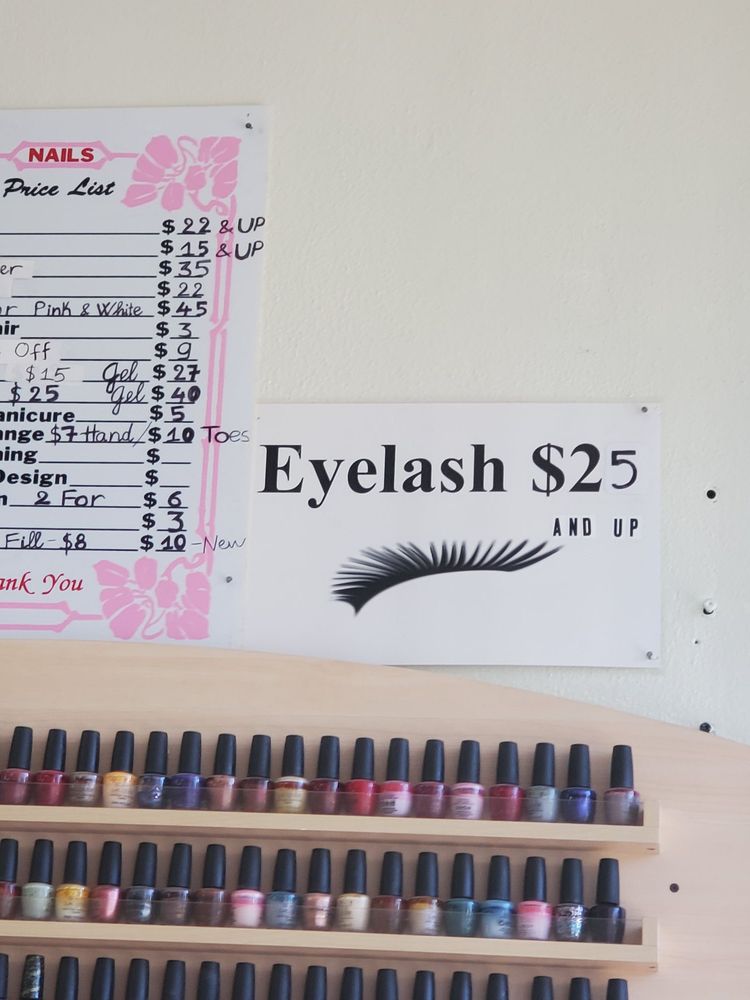 NAILS
Price List
$ 22 & UP
$ 15 & UP
er $ 35
$ 22
r Pink & White $ 45
air $ 3
Off $ 9
$15 Gel $ 27
$25 Gel $ 40
anicure $ 5
ange $7 Hand/ $ 10 Toes
ning $
Design $
n 2 For $ 6
$ 3
Fill - $8 $ 10 - New
ank You
Eyelash $25
AND UP